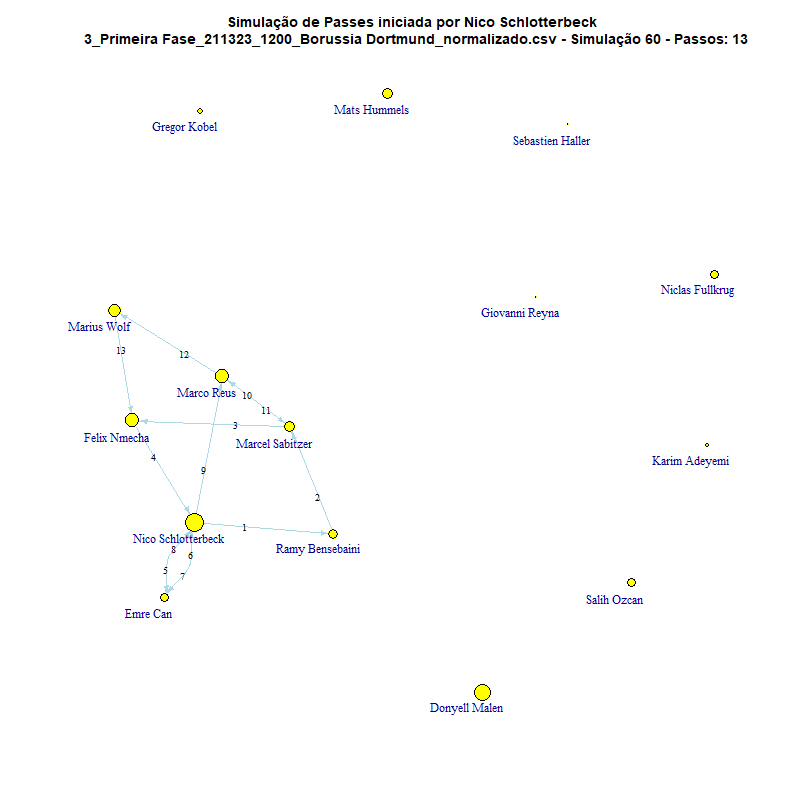 Simulação de Passes iniciada por Nico Schlotterbeck
3_Primeira Fase_211323_1200_Borussia Dortmund_normalizado.csv - Simulação 60 - Passos: 13
Mats Hummels
Gregor Kobel
Sebastien Haller
Niclas Fullkrug
Giovanni Reyna
Marius Wolf
13
12
Marco Reus
10
11
3
Felix Nmecha
Marcel Sabitzer
4
Karim Adeyemi
9
2
1
Nico Schlotterbeck
Ramy Bensebaini
8
6
5
7
Emre Can
Salih Ozcan
Donyell Malen